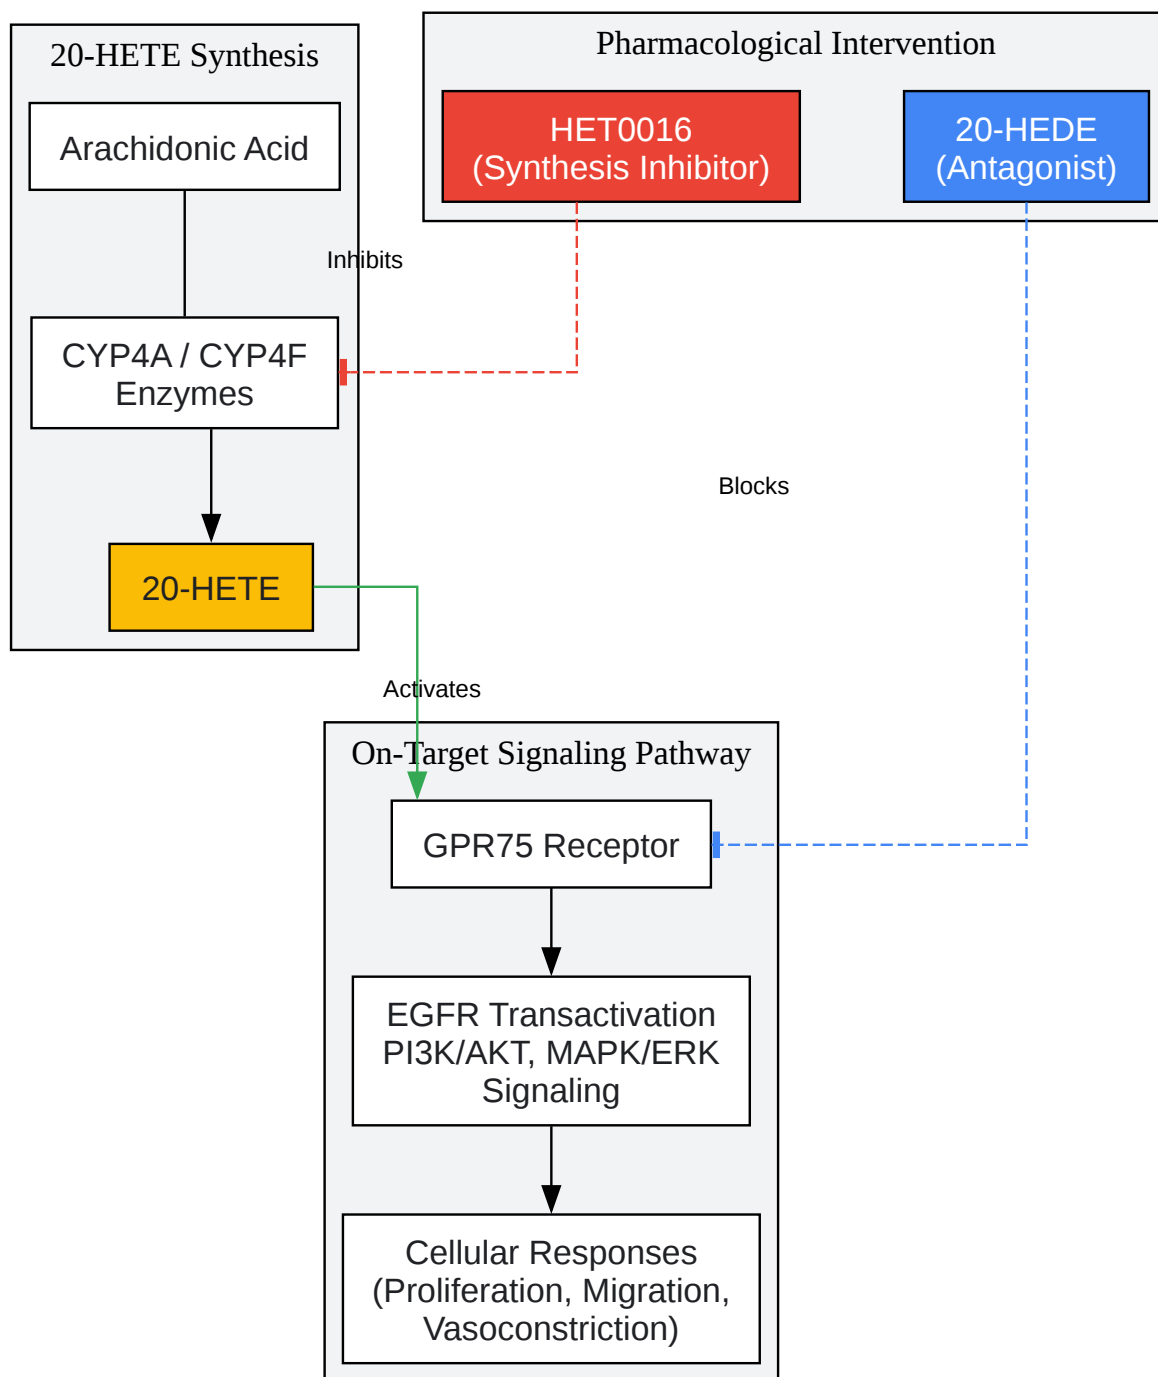 20-HETE Synthesis
Arachidonic Acid
CYP4A / CYP4F
Enzymes
20-HETE
Pharmacological Intervention
HET0016
(Synthesis Inhibitor)
20-HEDE
(Antagonist)
Inhibits
Blocks
Activates
On-Target Signaling Pathway
GPR75 Receptor
EGFR Transactivation
PI3K/AKT, MAPK/ERK
Signaling
Cellular Responses
(Proliferation, Migration,
Vasoconstriction)